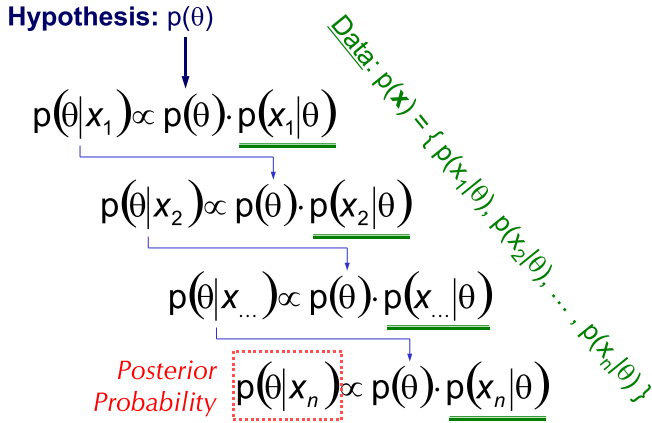 Hypothesis: p(θ)
p(θ|x₁)∝p(θ)·p(x₁|θ)
p(θ|x₂)∝p(θ)·p(x₂|θ)
p(θ|x...)∝p(θ)·p(x...|θ)
Posterior
Probability
p(θ|xₙ)∝p(θ)·p(xₙ|θ)
Data: p(x) = { p(x₁|θ), p(x₂|θ), ... , p(xₙ|θ) }